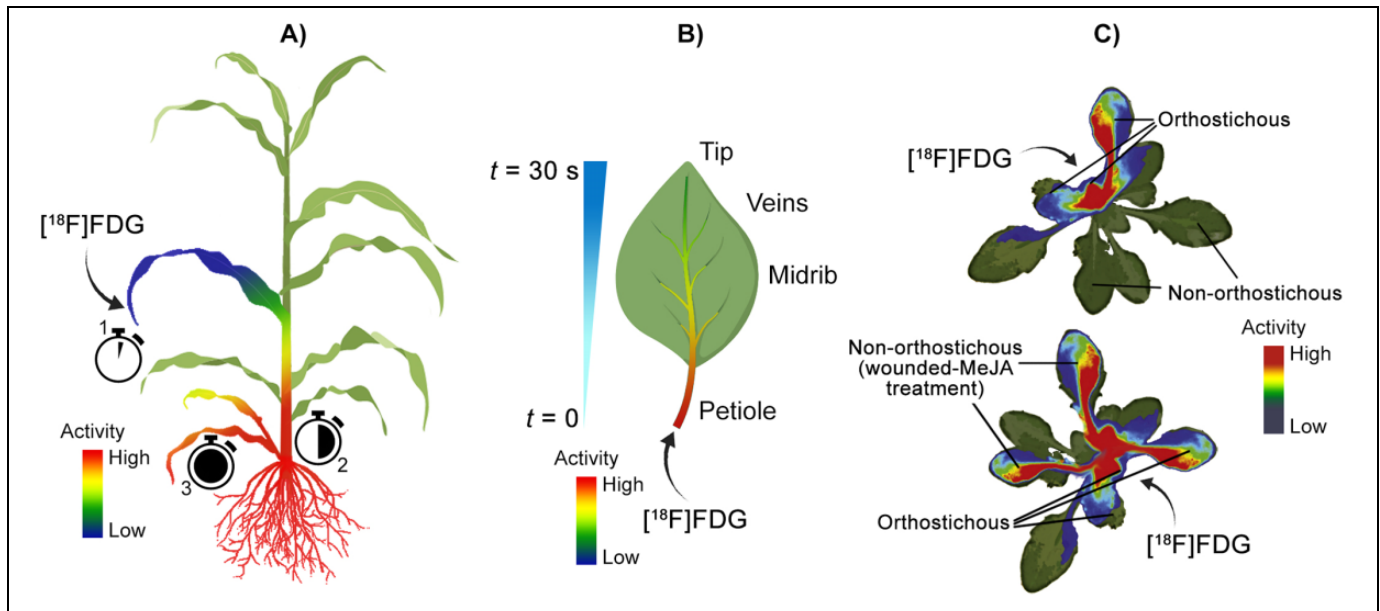 A)
[¹⁸F]FDG
1
2
3
Activity
High
Low
B)
t = 30 s
t = 0
Tip
Veins
Midrib
Petiole
Activity
High
Low
[¹⁸F]FDG
C)
Orthostichous
[¹⁸F]FDG
Non-orthostichous
Activity
High
Low
Non-orthostichous
(wounded-MeJA
treatment)
Orthostichous
[¹⁸F]FDG